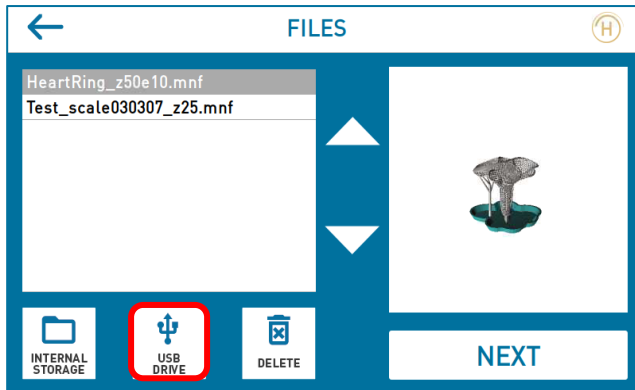 FILES
H
HeartRing_z50e10.mnf
Test_scale030307_z25.mnf
INTERNAL
STORAGE
USB
DRIVE
DELETE
NEXT